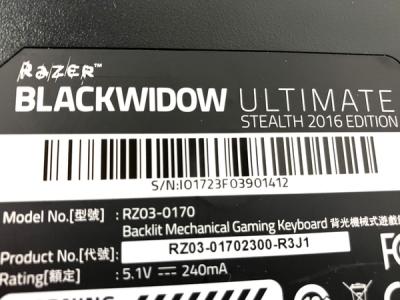 RAZER™
BLACKWIDOW ULTIMATE
STEALTH 2016 EDITION
S/N:IO1723F03901412
Model No.[型號] : RZ03-0170
Backlit Mechanical Gaming Keyboard 背光機械式遊戲
Product No.[代號]: RZ03-01702300-R3J1
Rating[額定] : 5.1V ⎓ 240mA